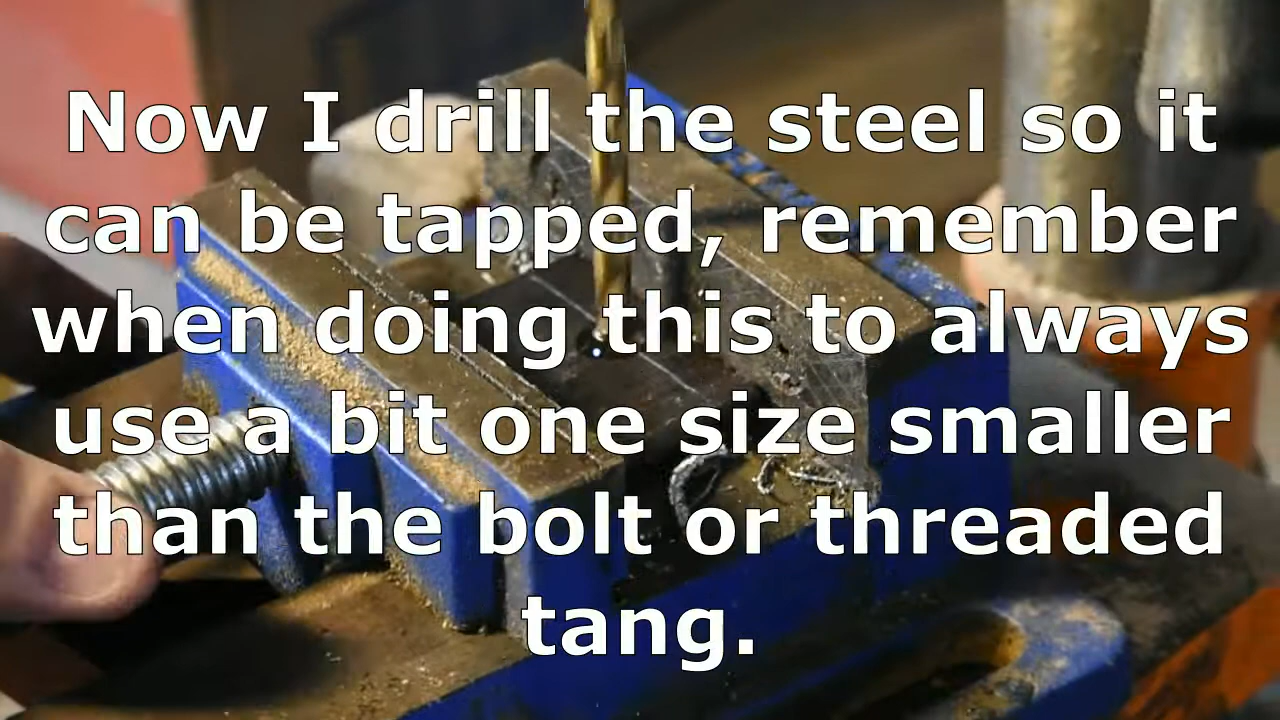 Now I drill the steel so it
can be tapped, remember
when doing this to always
use a bit one size smaller
than the bolt or threaded
tang.